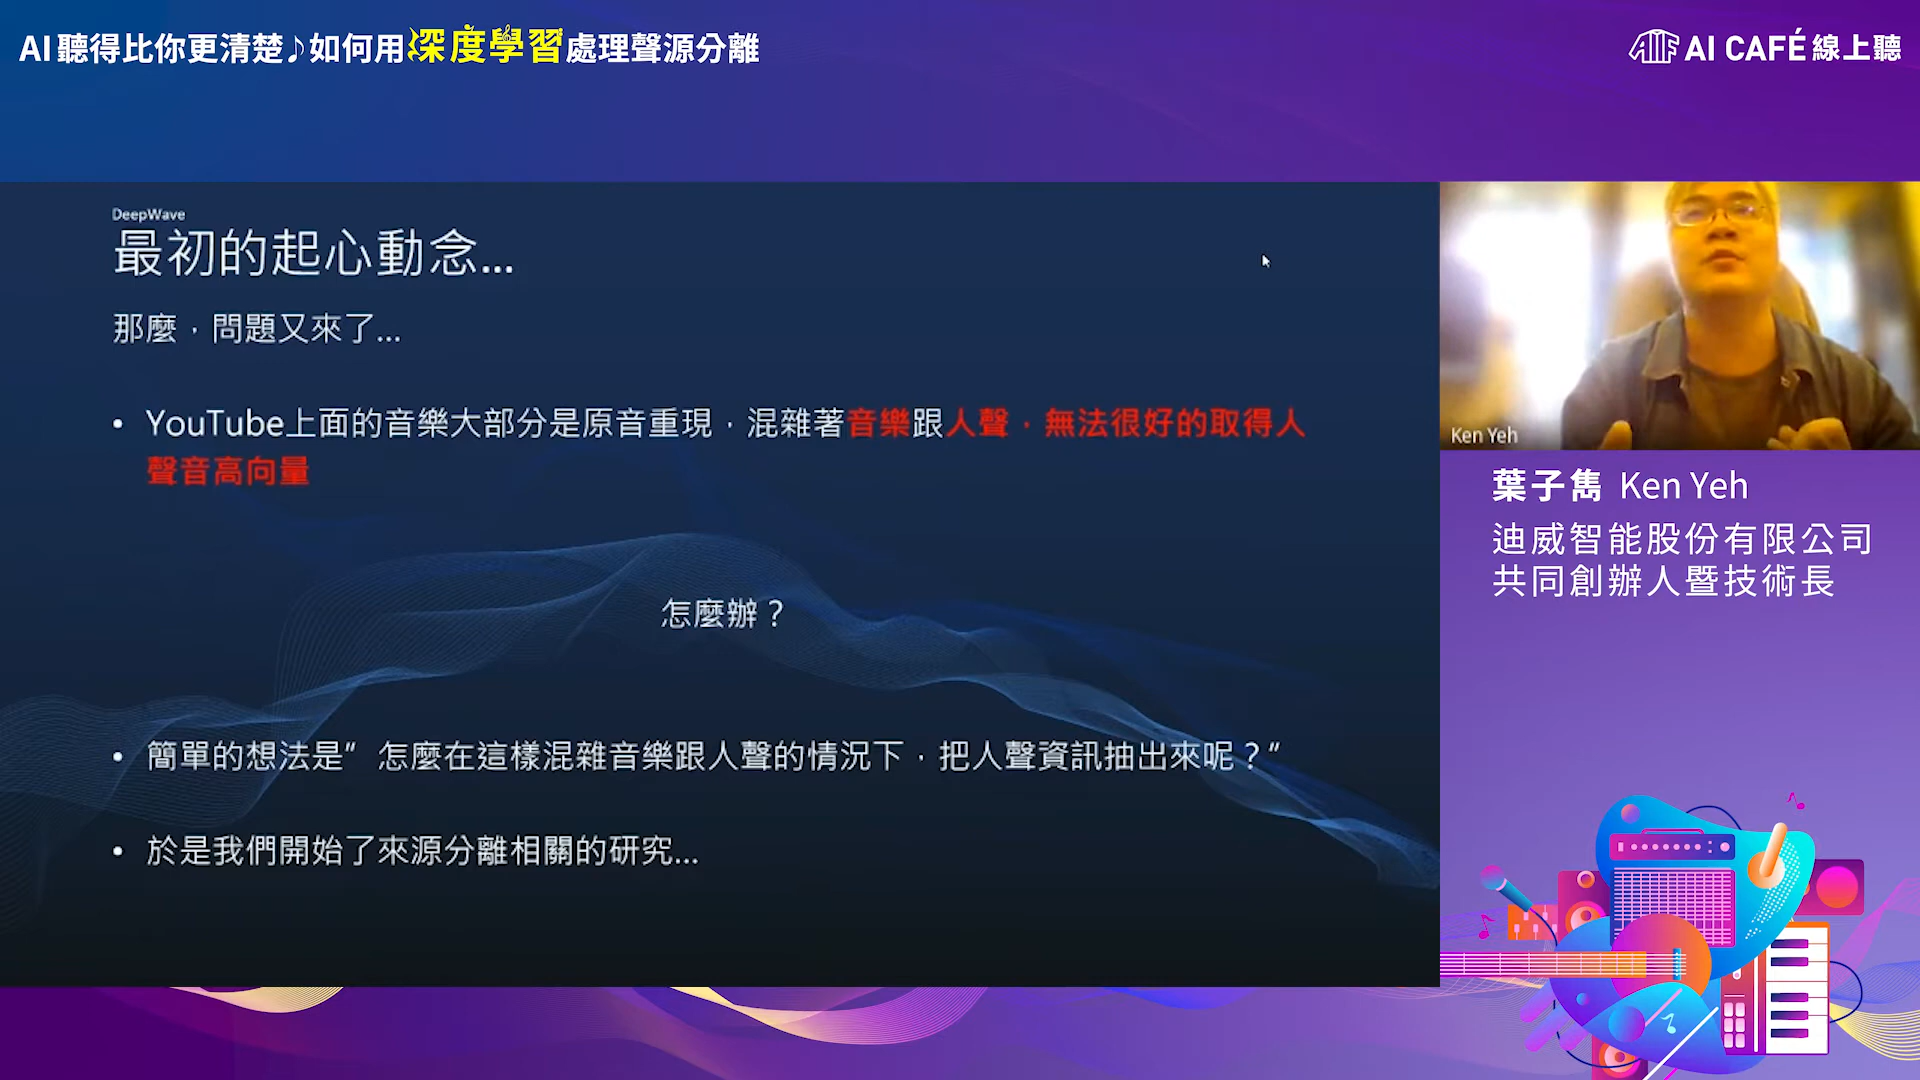 AI聽得比你更清楚♪如何用深度學習處理聲源分離
AIF AI CAFÉ 線上聽
DeepWave
最初的起心動念...
那麼，問題又來了...
• YouTube上面的音樂大部分是原音重現，混雜著音樂跟人聲，無法很好的取得人
聲音高向量
怎麼辦？
• 簡單的想法是”怎麼在這樣混雜音樂跟人聲的情況下，把人聲資訊抽出來呢？”
• 於是我們開始了來源分離相關的研究...
Ken Yeh
葉子雋 Ken Yeh
迪威智能股份有限公司
共同創辦人暨技術長